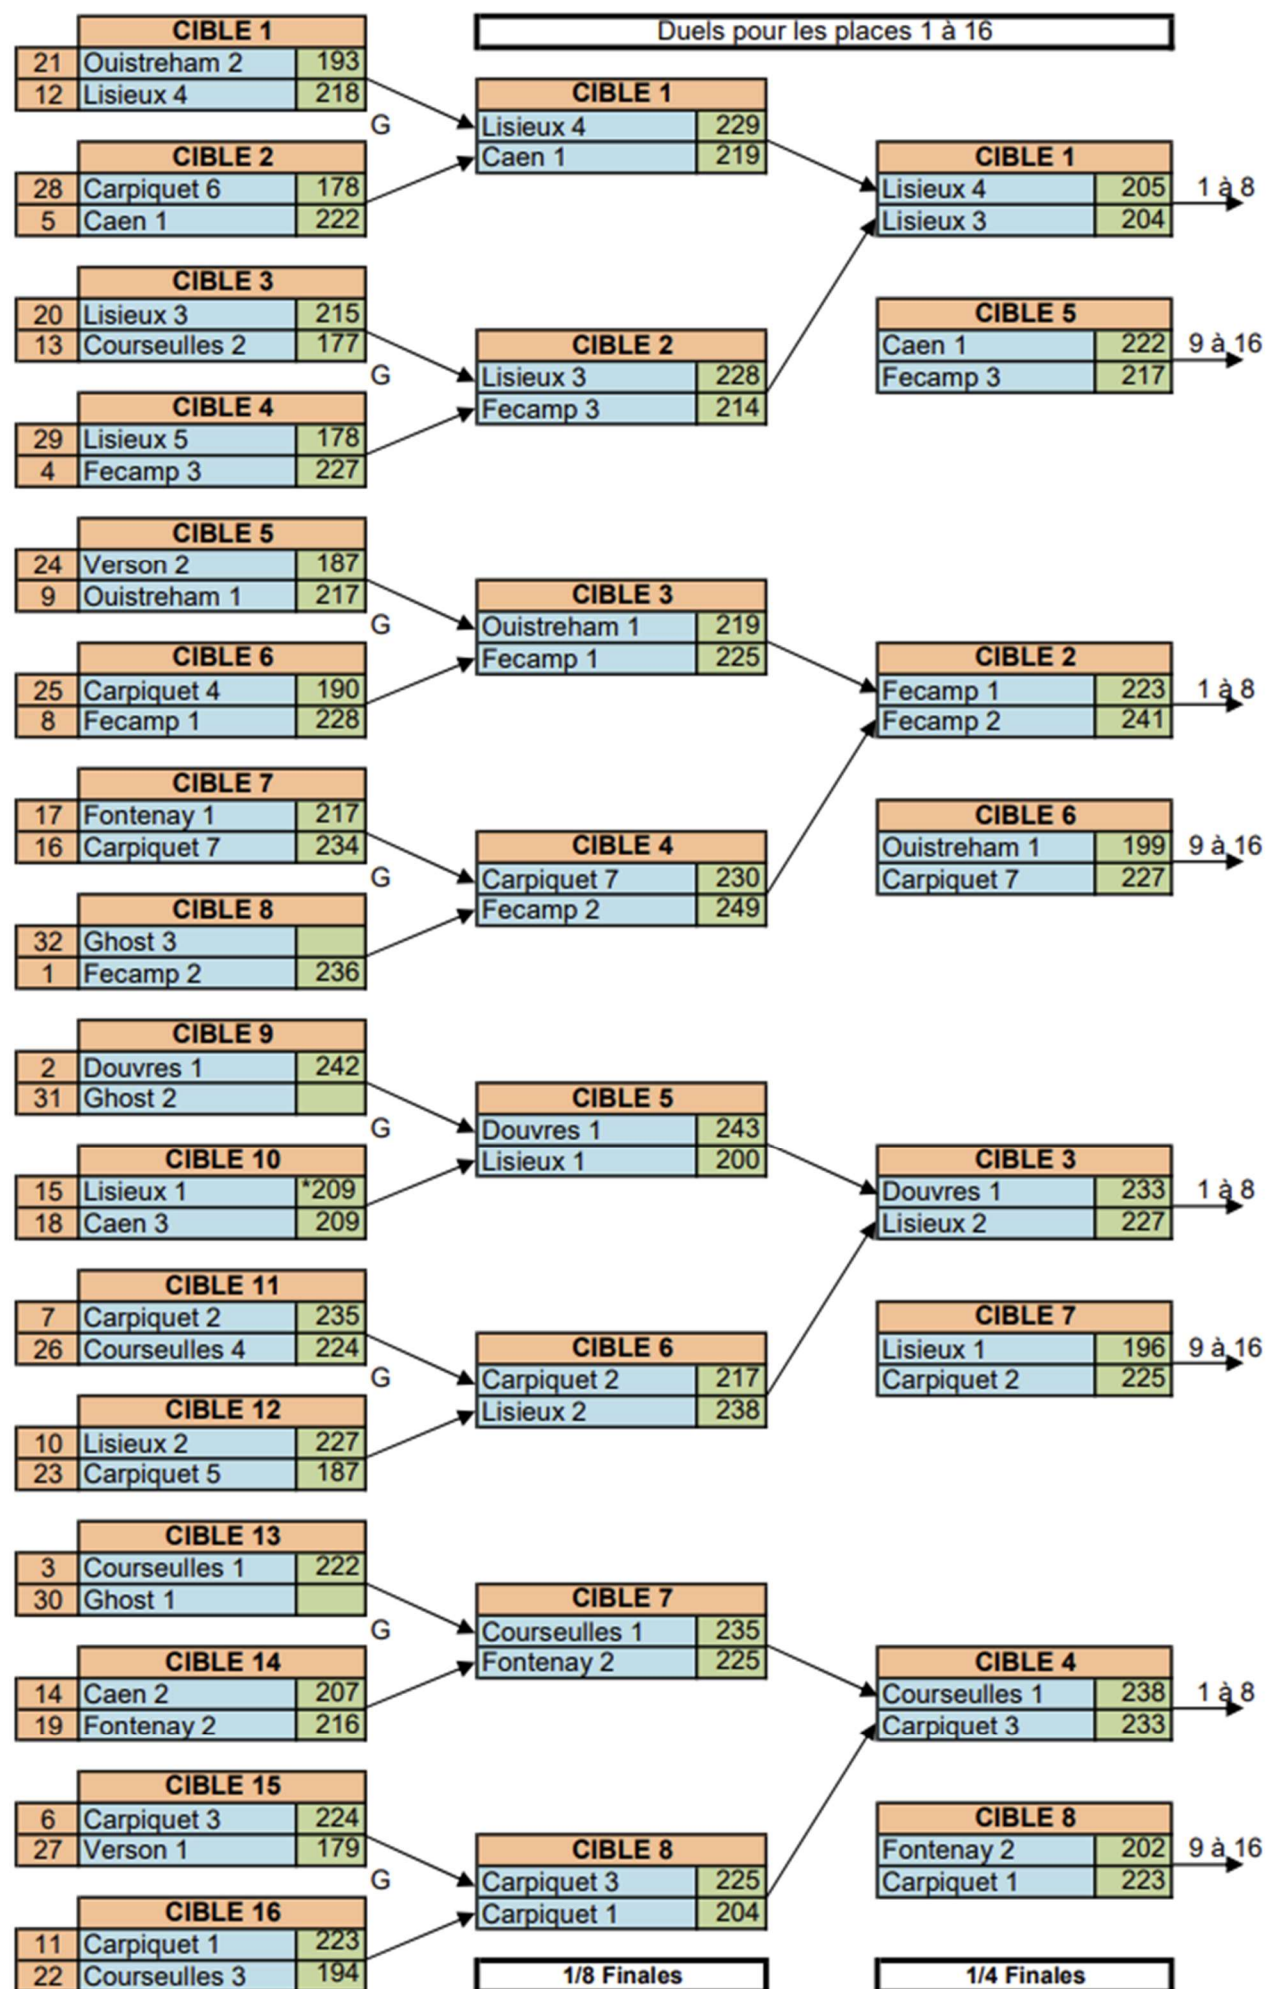 Duels pour les places 1 à 16
CIBLE 1
21 Ouistreham 2 193
12 Lisieux 4 218
G
CIBLE 2
28 Carpiquet 6 178
5 Caen 1 222
CIBLE 3
20 Lisieux 3 215
13 Courseulles 2 177
G
CIBLE 4
29 Lisieux 5 178
4 Fecamp 3 227
CIBLE 5
24 Verson 2 187
9 Ouistreham 1 217
G
CIBLE 6
25 Carpiquet 4 190
8 Fecamp 1 228
CIBLE 7
17 Fontenay 1 217
16 Carpiquet 7 234
G
CIBLE 8
32 Ghost 3
1 Fecamp 2 236
CIBLE 9
2 Douvres 1 242
31 Ghost 2
G
CIBLE 10
15 Lisieux 1 *209
18 Caen 3 209
CIBLE 11
7 Carpiquet 2 235
26 Courseulles 4 224
G
CIBLE 12
10 Lisieux 2 227
23 Carpiquet 5 187
CIBLE 13
3 Courseulles 1 222
30 Ghost 1
G
CIBLE 14
14 Caen 2 207
19 Fontenay 2 216
CIBLE 15
6 Carpiquet 3 224
27 Verson 1 179
G
CIBLE 16
11 Carpiquet 1 223
22 Courseulles 3 194
CIBLE 1
Lisieux 4 229
Caen 1 219
CIBLE 2
Lisieux 3 228
Fecamp 3 214
CIBLE 3
Ouistreham 1 219
Fecamp 1 225
CIBLE 4
Carpiquet 7 230
Fecamp 2 249
CIBLE 5
Douvres 1 243
Lisieux 1 200
CIBLE 6
Carpiquet 2 217
Lisieux 2 238
CIBLE 7
Courseulles 1 235
Fontenay 2 225
CIBLE 8
Carpiquet 3 225
Carpiquet 1 204
1/8 Finales
CIBLE 1
Lisieux 4 205 1 à 8
Lisieux 3 204
CIBLE 5
Caen 1 222 9 à 16
Fecamp 3 217
CIBLE 2
Fecamp 1 223 1 à 8
Fecamp 2 241
CIBLE 6
Ouistreham 1 199 9 à 16
Carpiquet 7 227
CIBLE 3
Douvres 1 233 1 à 8
Lisieux 2 227
CIBLE 7
Lisieux 1 196 9 à 16
Carpiquet 2 225
CIBLE 4
Courseulles 1 238 1 à 8
Carpiquet 3 233
CIBLE 8
Fontenay 2 202 9 à 16
Carpiquet 1 223
1/4 Finales